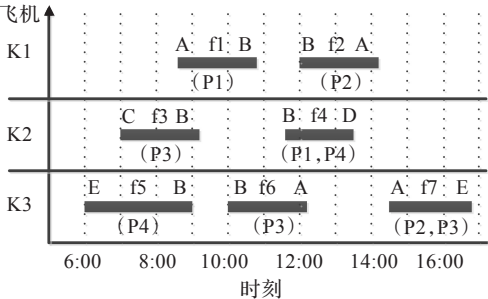 飞机
K1 A f1 B B f2 A
(P1) (P2)
K2 C f3 B B f4 D
(P3) (P1,P4)
K3 E f5 B B f6 A A f7 E
(P4) (P3) (P2,P3)
6:00 8:00 10:00 12:00 14:00 16:00
时刻